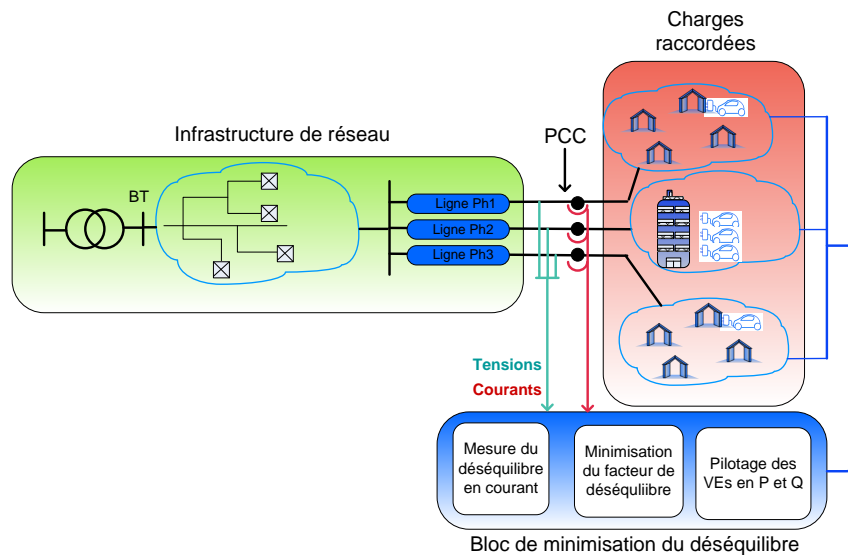 Charges
raccordées
Infrastructure de réseau
PCC
BT
Ligne Ph1
Ligne Ph2
Ligne Ph3
Tensions
Courants
Mesure du
déséquilibre
en courant
Minimisation
du facteur de
déséquliibre
Pilotage des
VEs en P et Q
Bloc de minimisation du déséquilibre